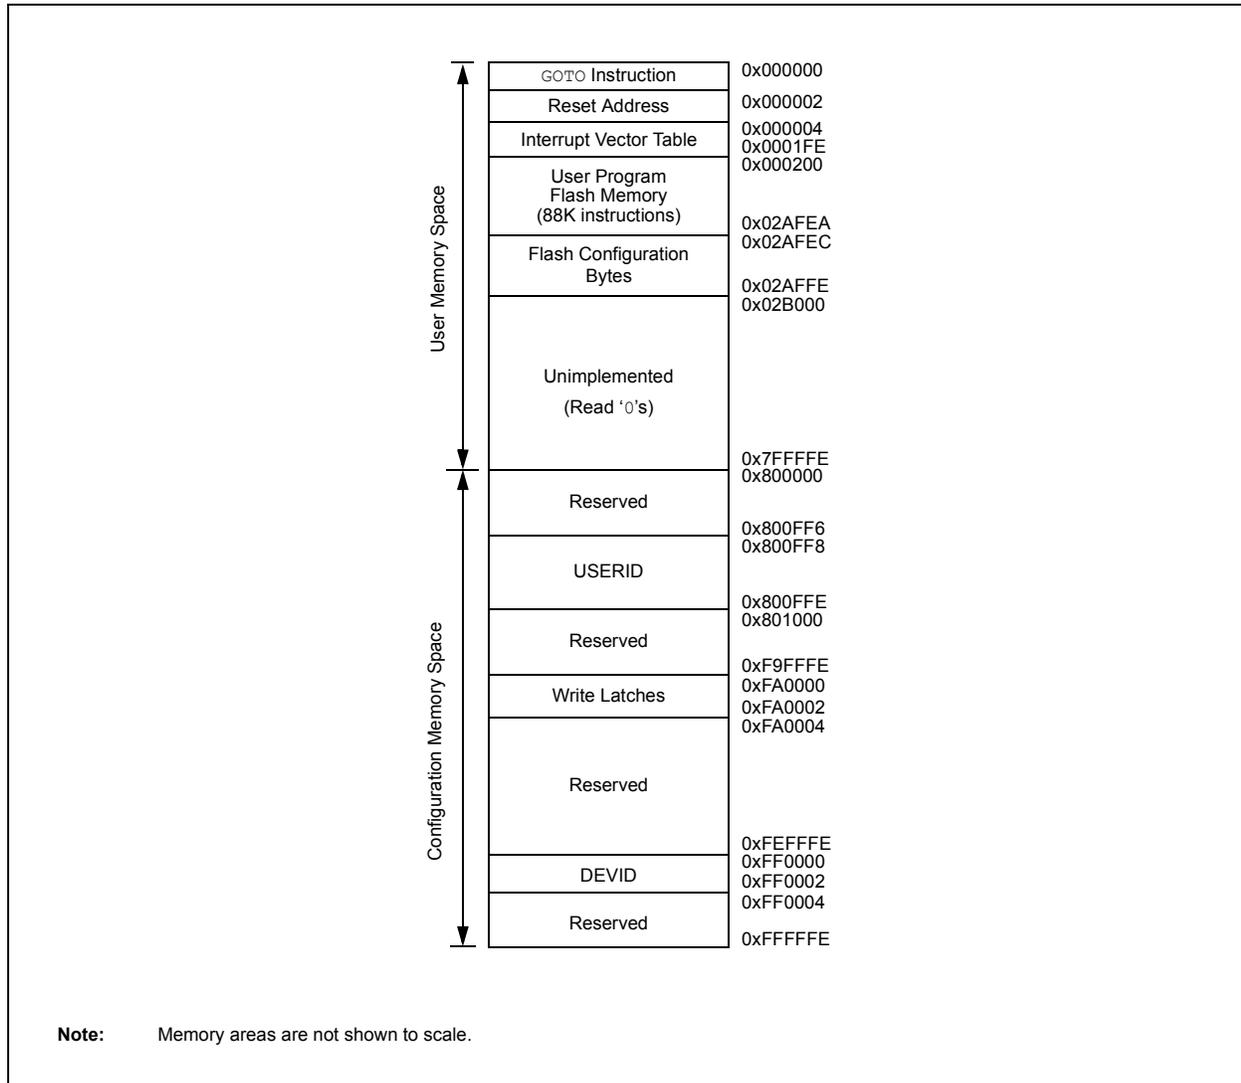 GOTO Instruction
0x000000
Reset Address
0x000002
Interrupt Vector Table
0x000004
0x0001FE
User Program
Flash Memory
(88K instructions)
0x000200
0x02AFEA
Flash Configuration
Bytes
0x02AFEC
0x02AFFE
Unimplemented
(Read ‘0’s)
0x02B000
0x7FFFFE
User Memory Space
Reserved
0x800000
0x800FF6
USERID
0x800FF8
0x800FFE
Reserved
0x801000
0xF9FFFE
Write Latches
0xFA0000
0xFA0002
Reserved
0xFA0004
0xFEFFFE
DEVID
0xFF0000
0xFF0002
Reserved
0xFF0004
0xFFFFFE
Configuration Memory Space
Note: Memory areas are not shown to scale.